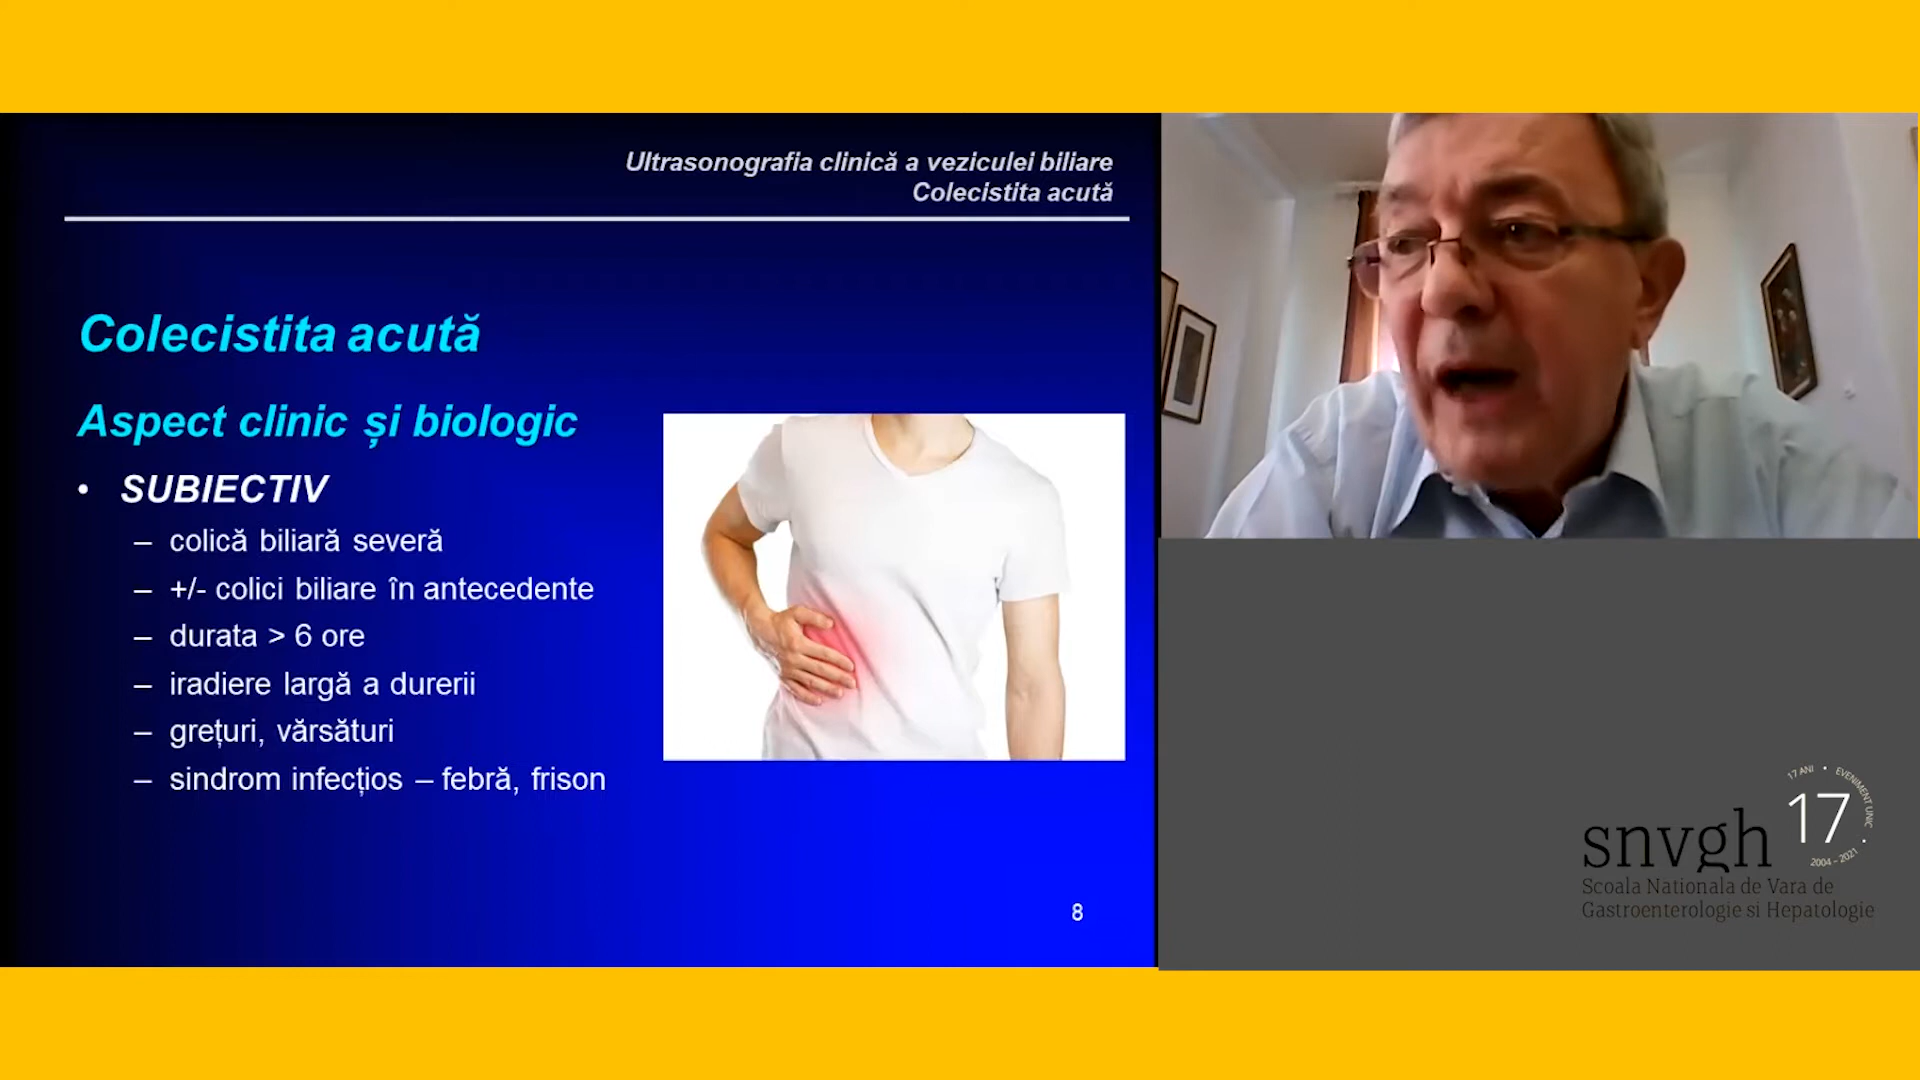 Ultrasonografia clinică a veziculei biliare
Colecistita acută
Colecistita acută
Aspect clinic și biologic
• SUBIECTIV
– colică biliară severă
– +/- colici biliare în antecedente
– durata > 6 ore
– iradiere largă a durerii
– grețuri, vărsături
– sindrom infecțios – febră, frison
8
17 ANI • EVENIMENT UNIC •
17
2004 - 2021
snvgh
Scoala Nationala de Vara de
Gastroenterologie si Hepatologie